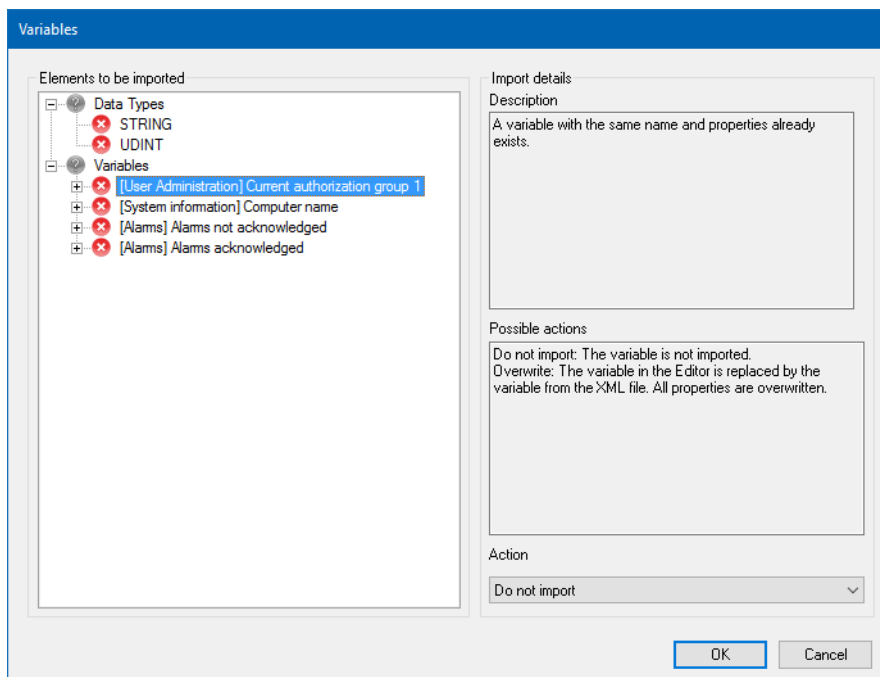 Variables
Elements to be imported
Data Types
STRING
UDINT
Variables
[User Administration] Current authorization group 1
[System information] Computer name
[Alarms] Alarms not acknowledged
[Alarms] Alarms acknowledged
Import details
Description
A variable with the same name and properties already
exists.
Possible actions
Do not import: The variable is not imported.
Overwrite: The variable in the Editor is replaced by the
variable from the XML file. All properties are overwritten.
Action
Do not import
OK
Cancel